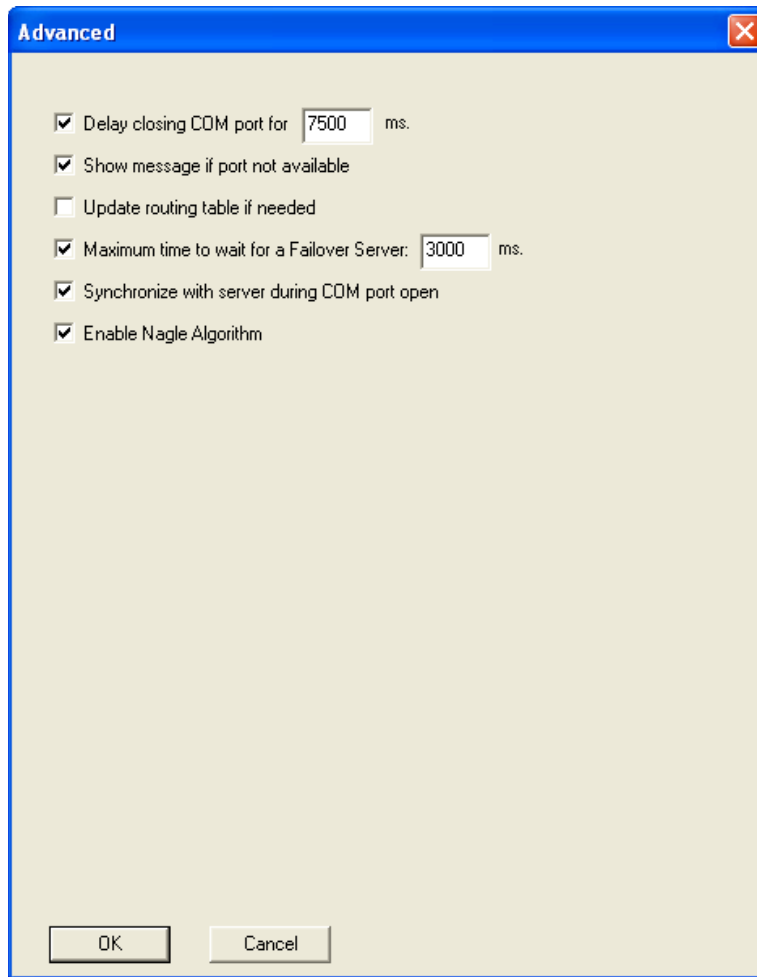 Advanced
Delay closing COM port for 7500 ms.
Show message if port not available
Update routing table if needed
Maximum time to wait for a Failover Server: 3000 ms.
Synchronize with server during COM port open
Enable Nagle Algorithm
OK Cancel